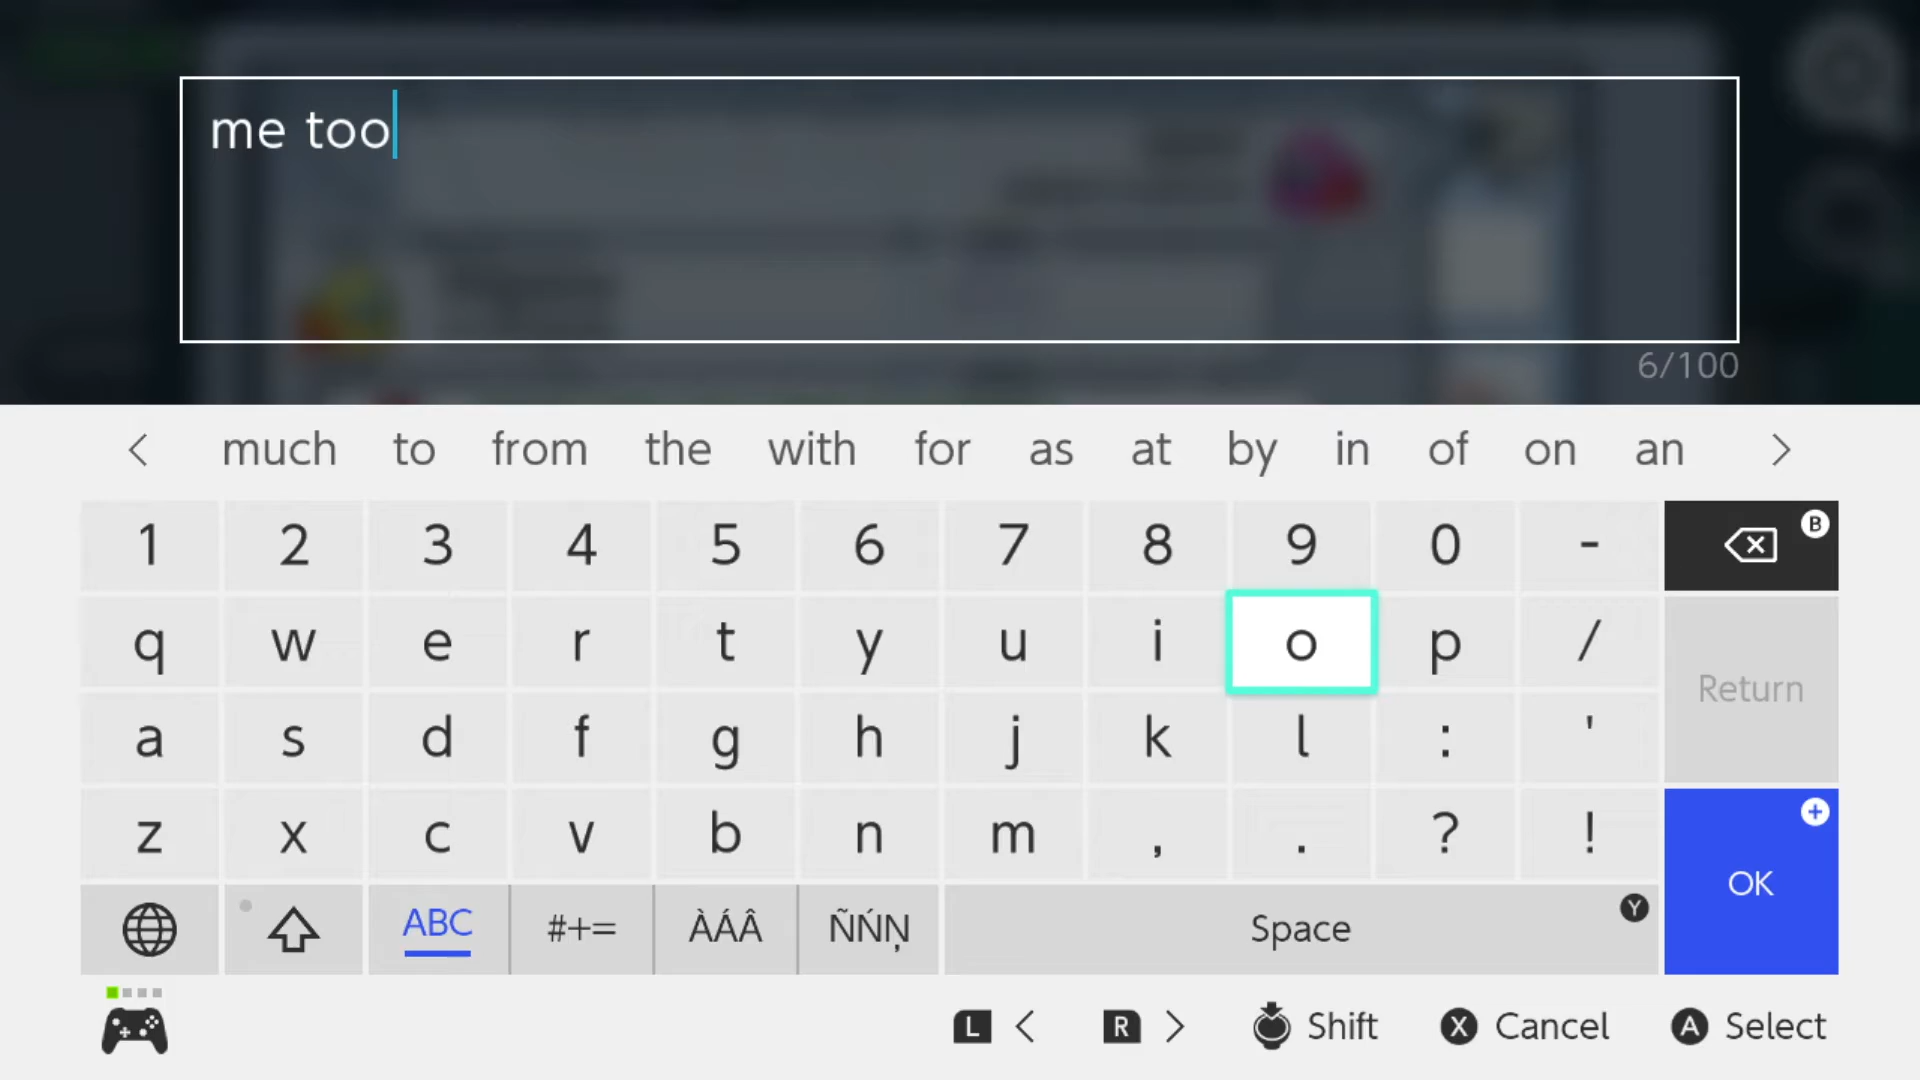 me too
6/100
< much to from the with for as at by in of on an >
1 2 3 4 5 6 7 8 9 0 - B
q w e r t y u i o p /
Return
a s d f g h j k l : '
z x c v b n m , . ? ! +
OK
ABC #+= ÀÁÂ ÑŃŅ Space Y
L < R > Shift X Cancel A Select